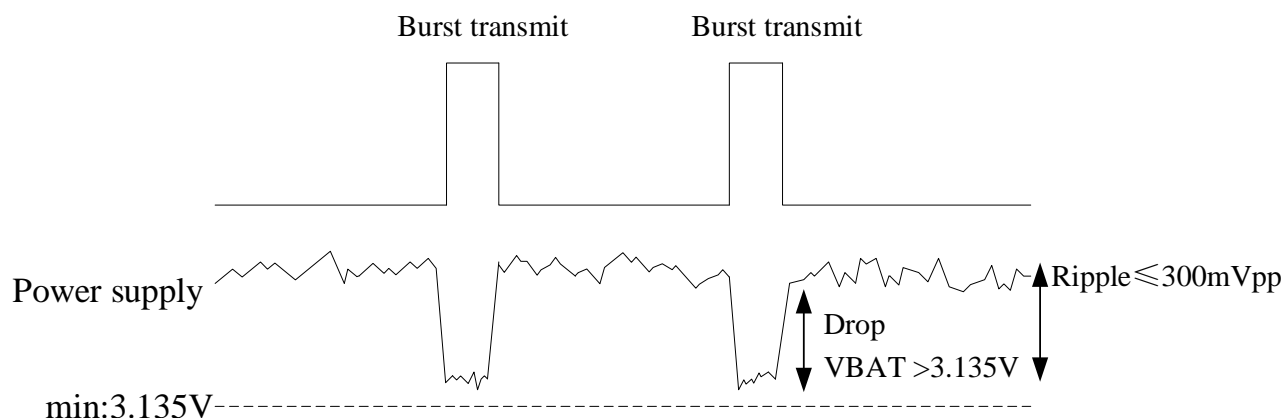 Burst transmit Burst transmit
Power supply
Ripple≤300mVpp
Drop
VBAT >3.135V
min:3.135V